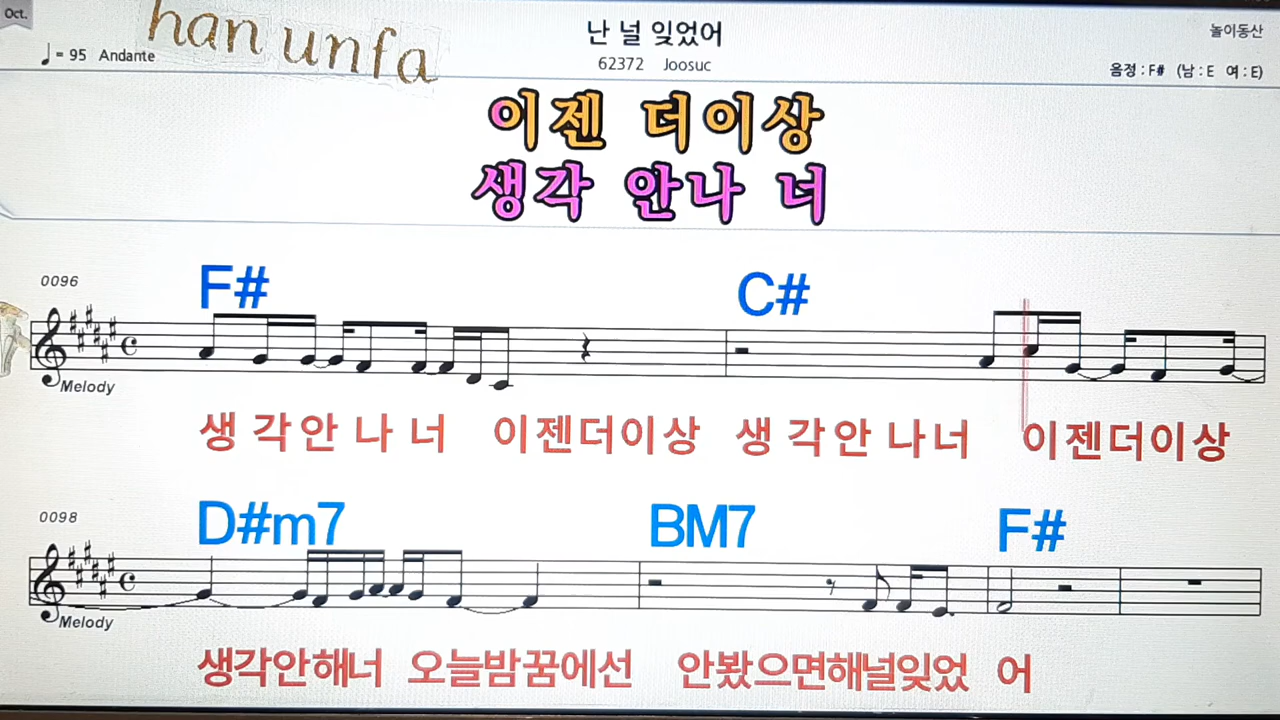 Oct.
han unfa
난 널 잊었어
놀이동산
♩= 95 Andante
62372 Joosuc
음정 : F# (남 : E 여 : E)
이젠 더이상
생각 안나 너
0096
F# C#
Melody
생 각 안 나 너 이젠더이상 생 각 안 나 너 이젠더이상
0098
D#m7 BM7 F#
Melody
생각안해너 오늘밤꿈에선 안봤으면해널잊었 어